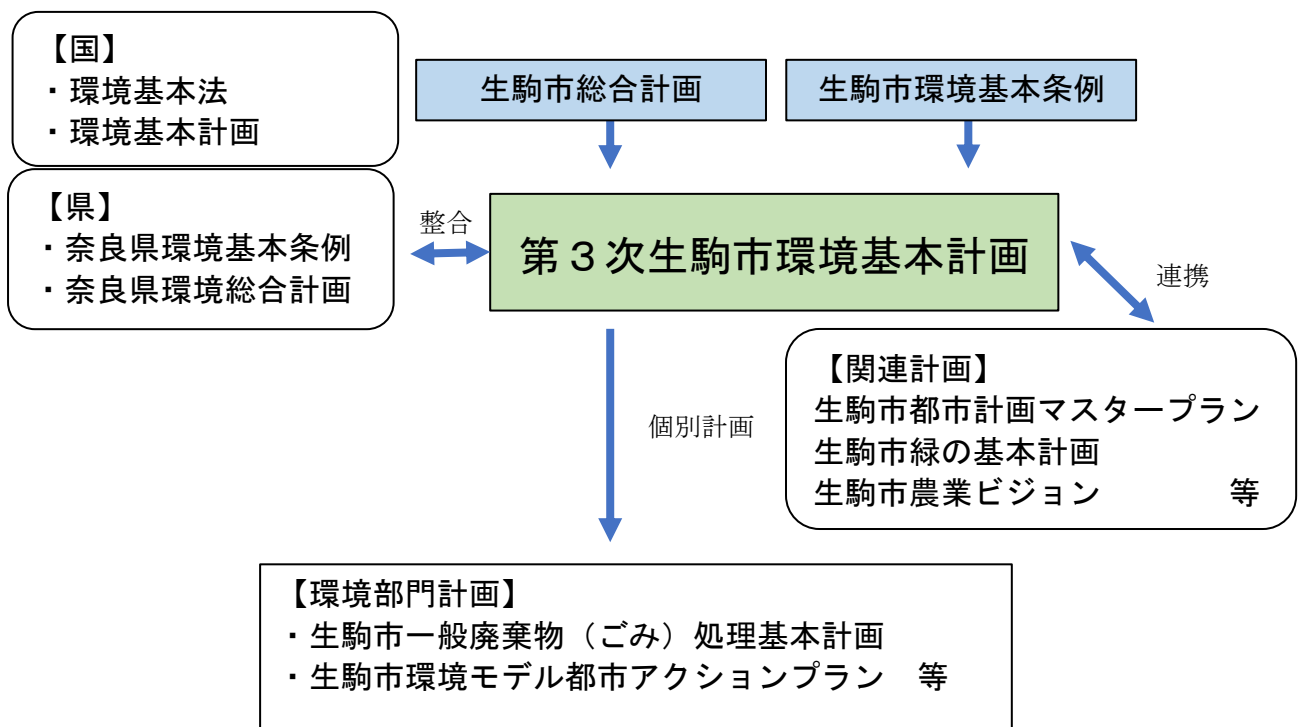 【国】
・環境基本法
・環境基本計画
生駒市総合計画
生駒市環境基本条例
【県】
・奈良県環境基本条例
・奈良県環境総合計画
整合
第３次生駒市環境基本計画
連携
【関連計画】
生駒市都市計画マスタープラン
生駒市緑の基本計画
生駒市農業ビジョン　　　　等
個別計画
【環境部門計画】
・生駒市一般廃棄物（ごみ）処理基本計画
・生駒市環境モデル都市アクションプラン　等